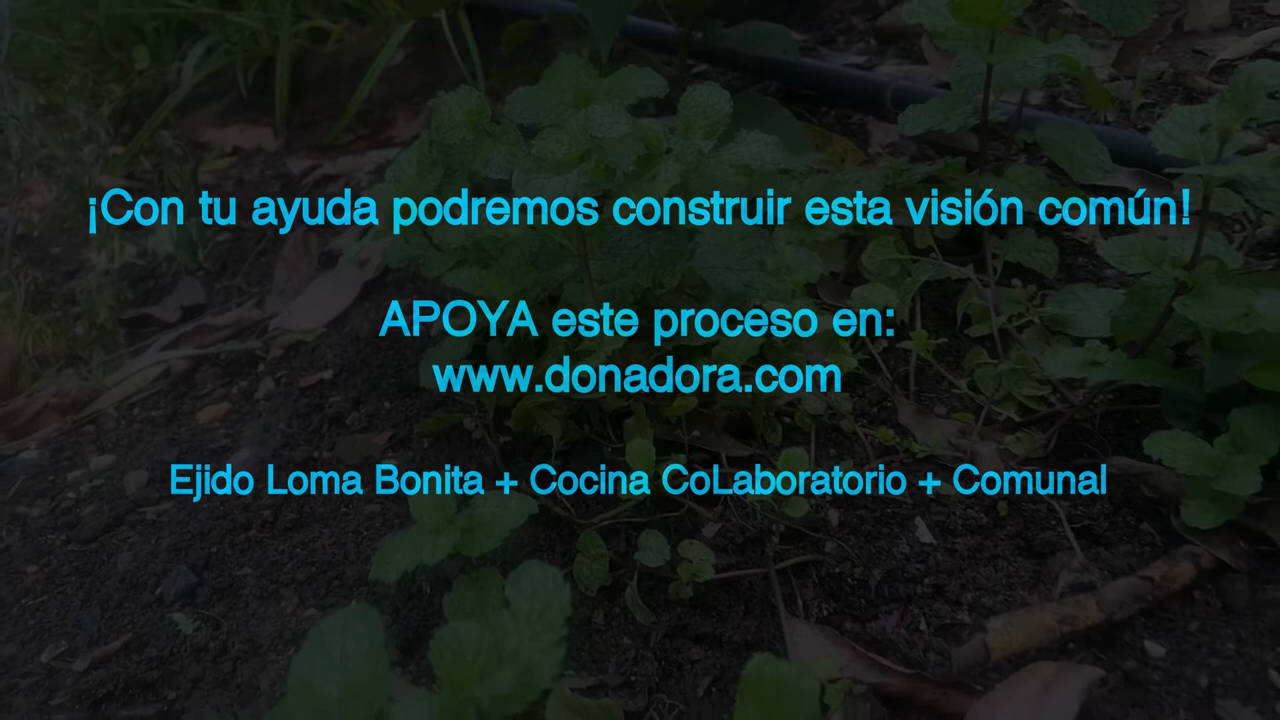 ¡Con tu ayuda podremos construir esta visión común!
APOYA este proceso en:
www.donadora.com
Ejido Loma Bonita + Cocina CoLaboratorio + Comunal